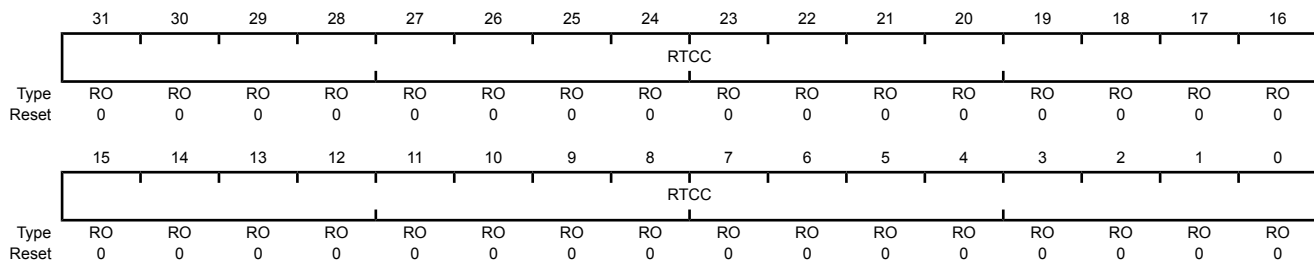 31 30 29 28 27 26 25 24 23 22 21 20 19 18 17 16
RTCC
Type RO RO RO RO RO RO RO RO RO RO RO RO RO RO RO RO
Reset 0 0 0 0 0 0 0 0 0 0 0 0 0 0 0 0
15 14 13 12 11 10 9 8 7 6 5 4 3 2 1 0
RTCC
Type RO RO RO RO RO RO RO RO RO RO RO RO RO RO RO RO
Reset 0 0 0 0 0 0 0 0 0 0 0 0 0 0 0 0